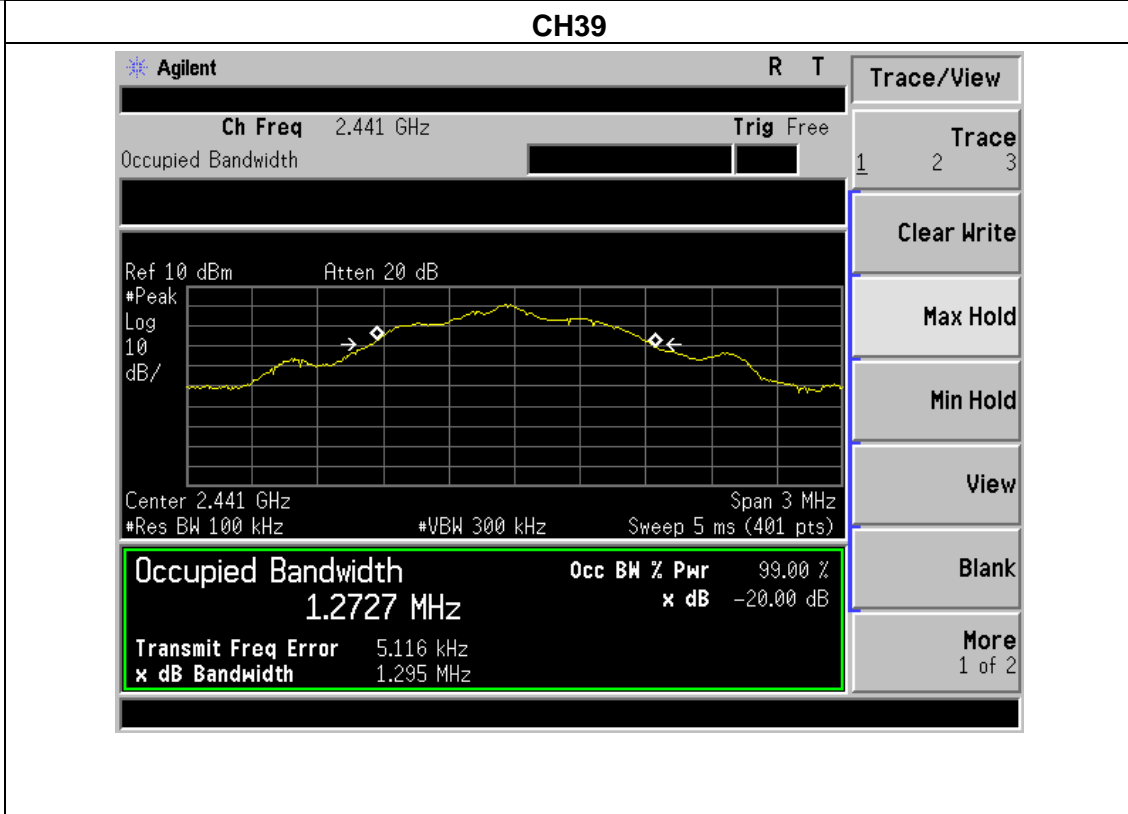 CH39
Agilent R T
Trace/View
Ch Freq 2.441 GHz Trig Free
Occupied Bandwidth
Trace
1 2 3
Clear Write
Ref 10 dBm Atten 20 dB
#Peak
Log
10
dB/
Max Hold
Min Hold
View
Center 2.441 GHz Span 3 MHz
#Res BW 100 kHz #VBW 300 kHz Sweep 5 ms (401 pts)
Occupied Bandwidth Occ BW % Pwr 99.00 %
1.2727 MHz x dB -20.00 dB
Blank
Transmit Freq Error 5.116 kHz
x dB Bandwidth 1.295 MHz
More
1 of 2